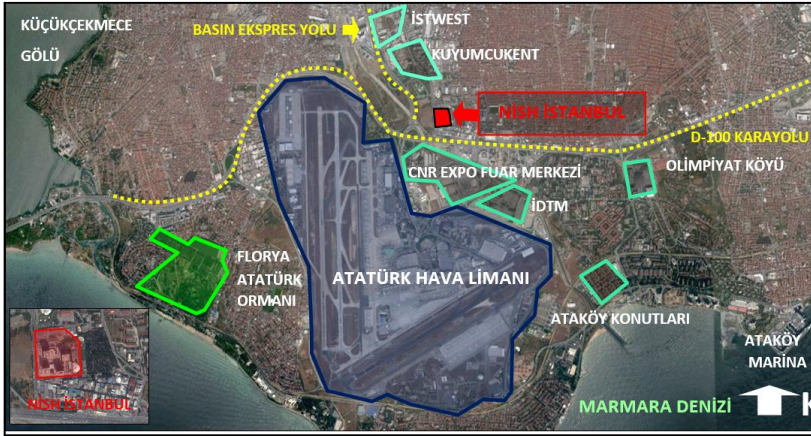 KÜÇÜKÇEKMECE
GÖLÜ
BASIN EKSPRES YOLU
İSTWEST
KUYUMCUKENT
NİSH İSTANBUL
D-100 KARAYOLU
CNR EXPO FUAR MERKEZİ
OLİMPİYAT KÖYÜ
İDTM
FLORYA
ATATÜRK
ORMANI
ATATÜRK HAVA LİMANI
ATAKÖY KONUTLARI
ATAKÖY
MARİNA
NİSH İSTANBUL
MARMARA DENİZİ
K